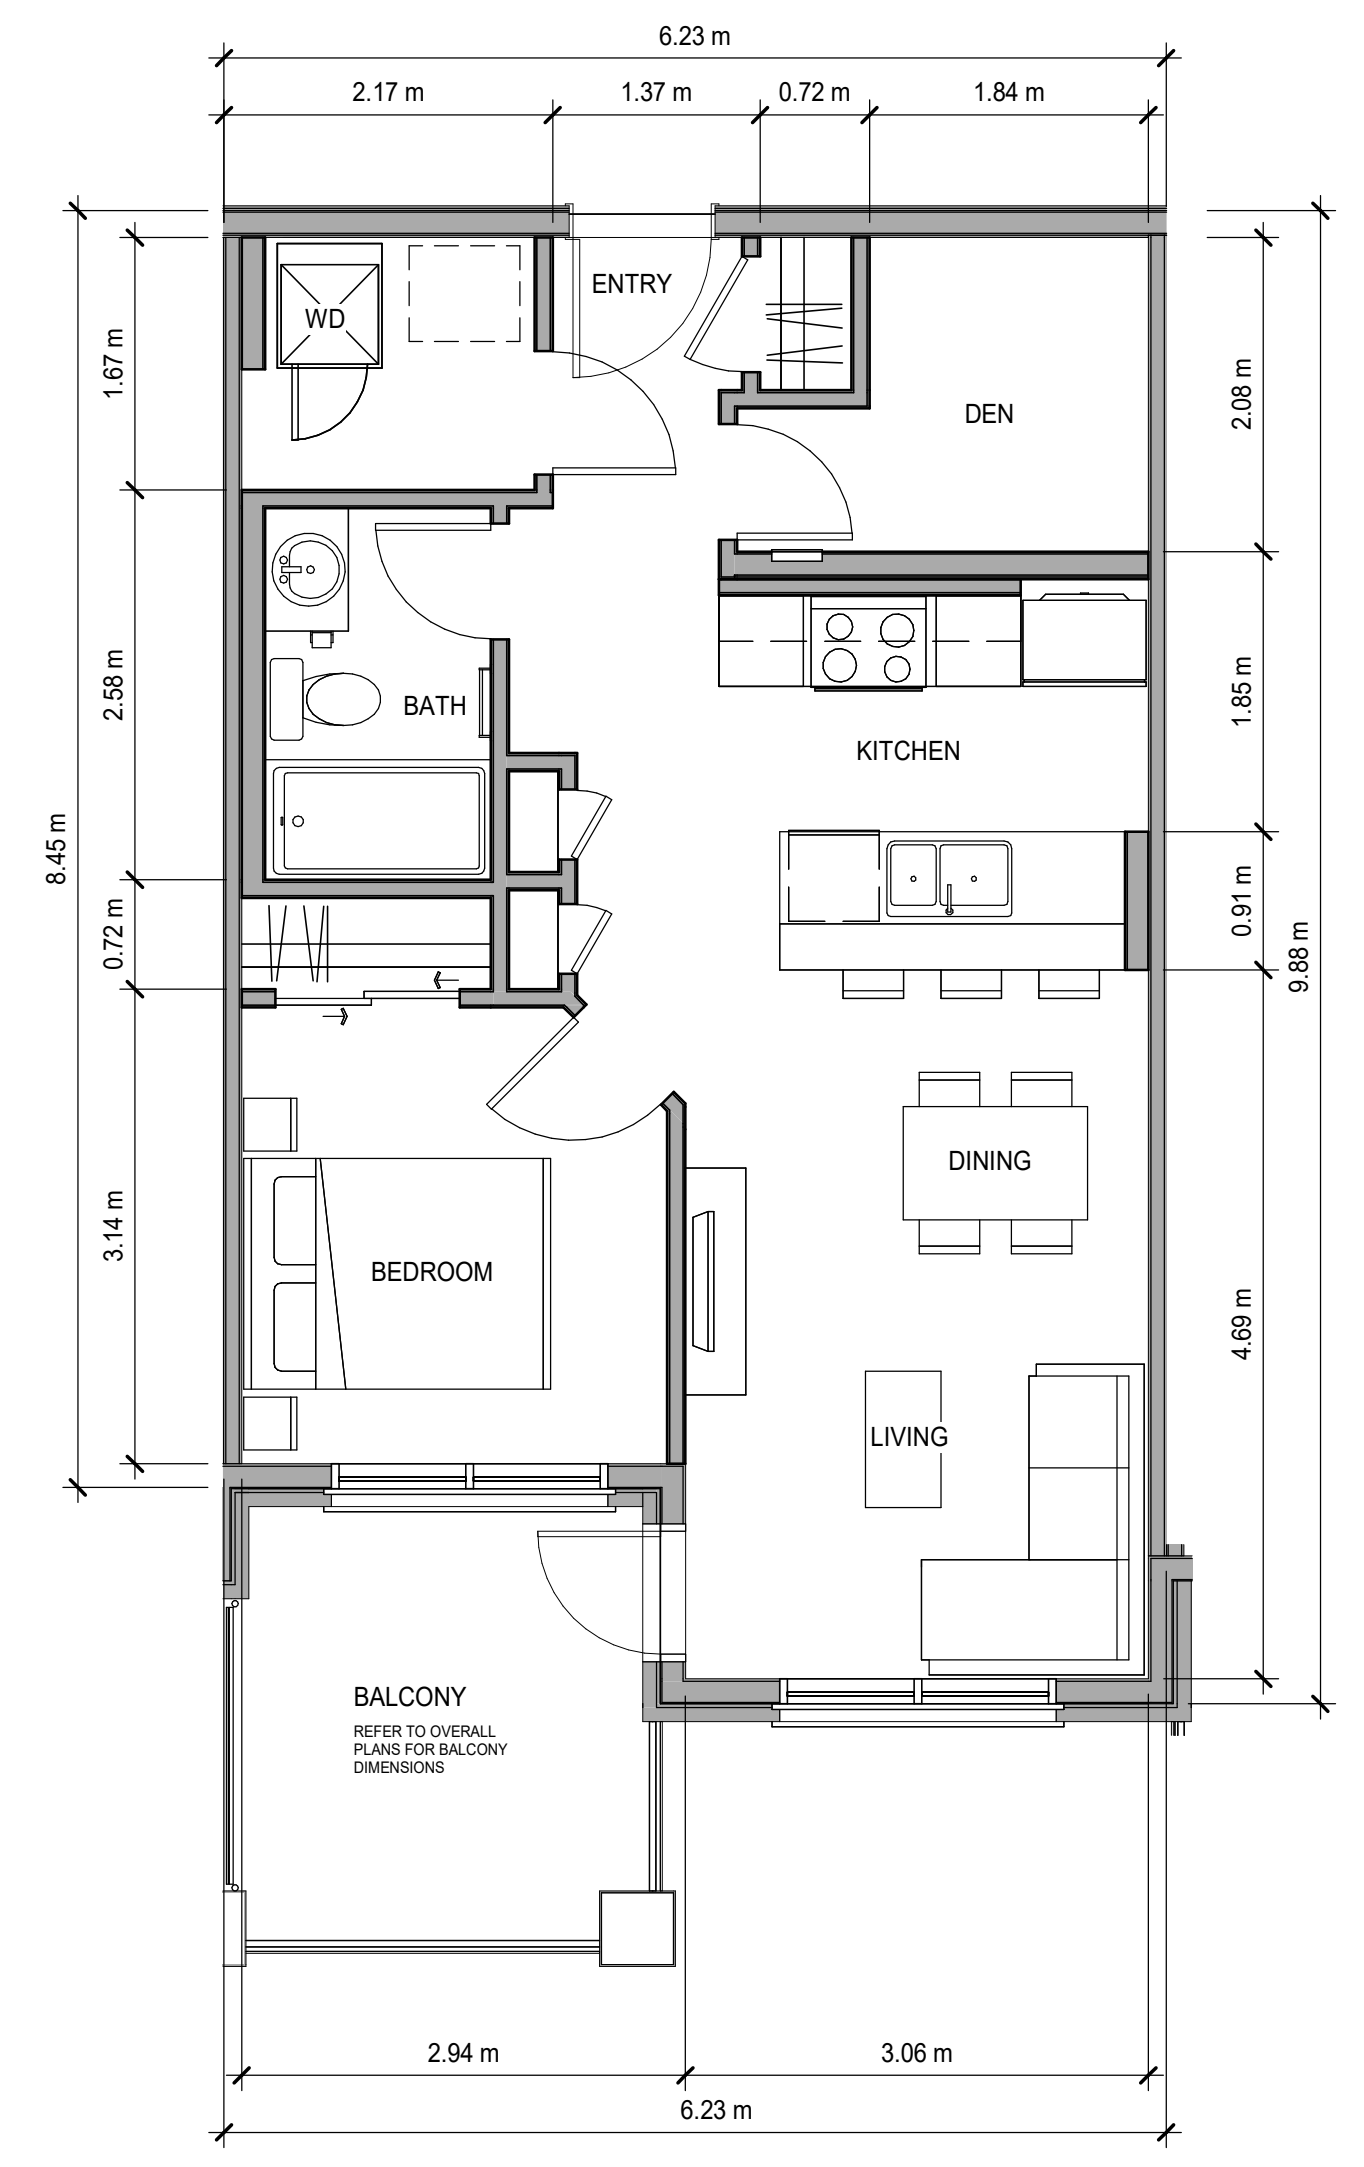 6.23 m
2.17 m
1.37 m
0.72 m
1.84 m
ENTRY
WD
1.67 m
2.08 m
DEN
2.58 m
BATH
1.85 m
KITCHEN
8.45 m
0.91 m
0.72 m
9.88 m
DINING
3.14 m
BEDROOM
4.69 m
LIVING
BALCONY
REFER TO OVERALL
PLANS FOR BALCONY
DIMENSIONS
2.94 m
3.06 m
6.23 m